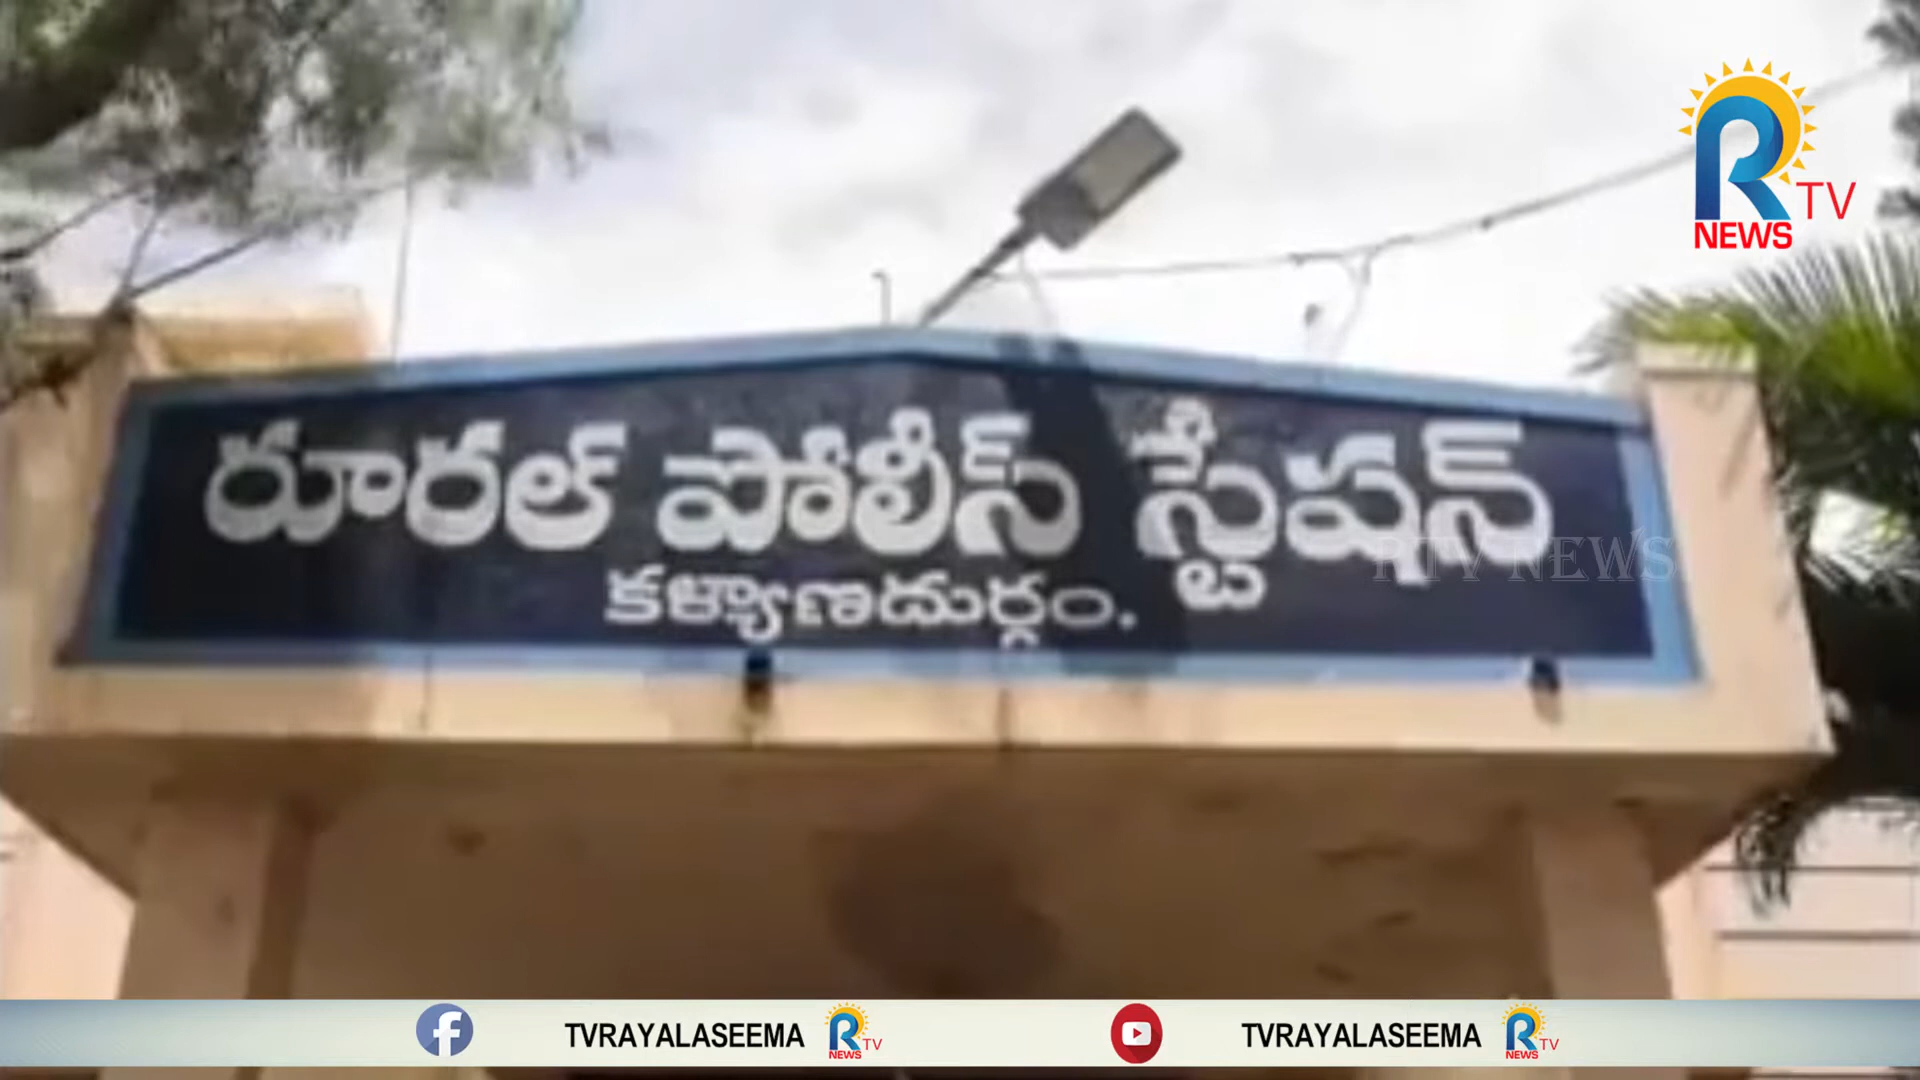 R TV
NEWS
రూరల్ పోలీస్ స్టేషన్
RTV NEWS
కళ్యాణదుర్గం.
TVRAYALASEEMA R NEWS TV TVRAYALASEEMA R NEWS TV